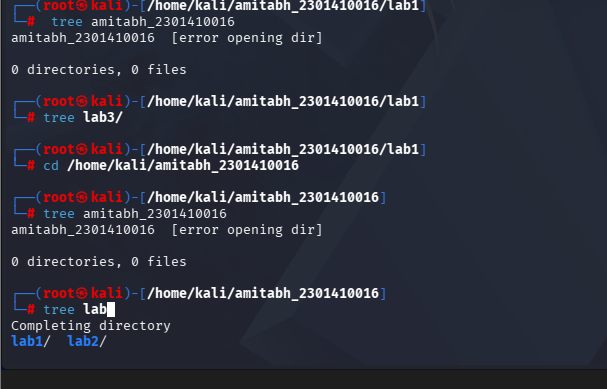 ┌──(root㉿kali)-[/home/kali/amitabh_2301410016/lab1]
└─# tree amitabh_2301410016
amitabh_2301410016  [error opening dir]

0 directories, 0 files

┌──(root㉿kali)-[/home/kali/amitabh_2301410016/lab1]
└─# tree lab3/

┌──(root㉿kali)-[/home/kali/amitabh_2301410016/lab1]
└─# cd /home/kali/amitabh_2301410016

┌──(root㉿kali)-[/home/kali/amitabh_2301410016]
└─# tree amitabh_2301410016
amitabh_2301410016  [error opening dir]

0 directories, 0 files

┌──(root㉿kali)-[/home/kali/amitabh_2301410016]
└─# tree lab
Completing directory
lab1/  lab2/